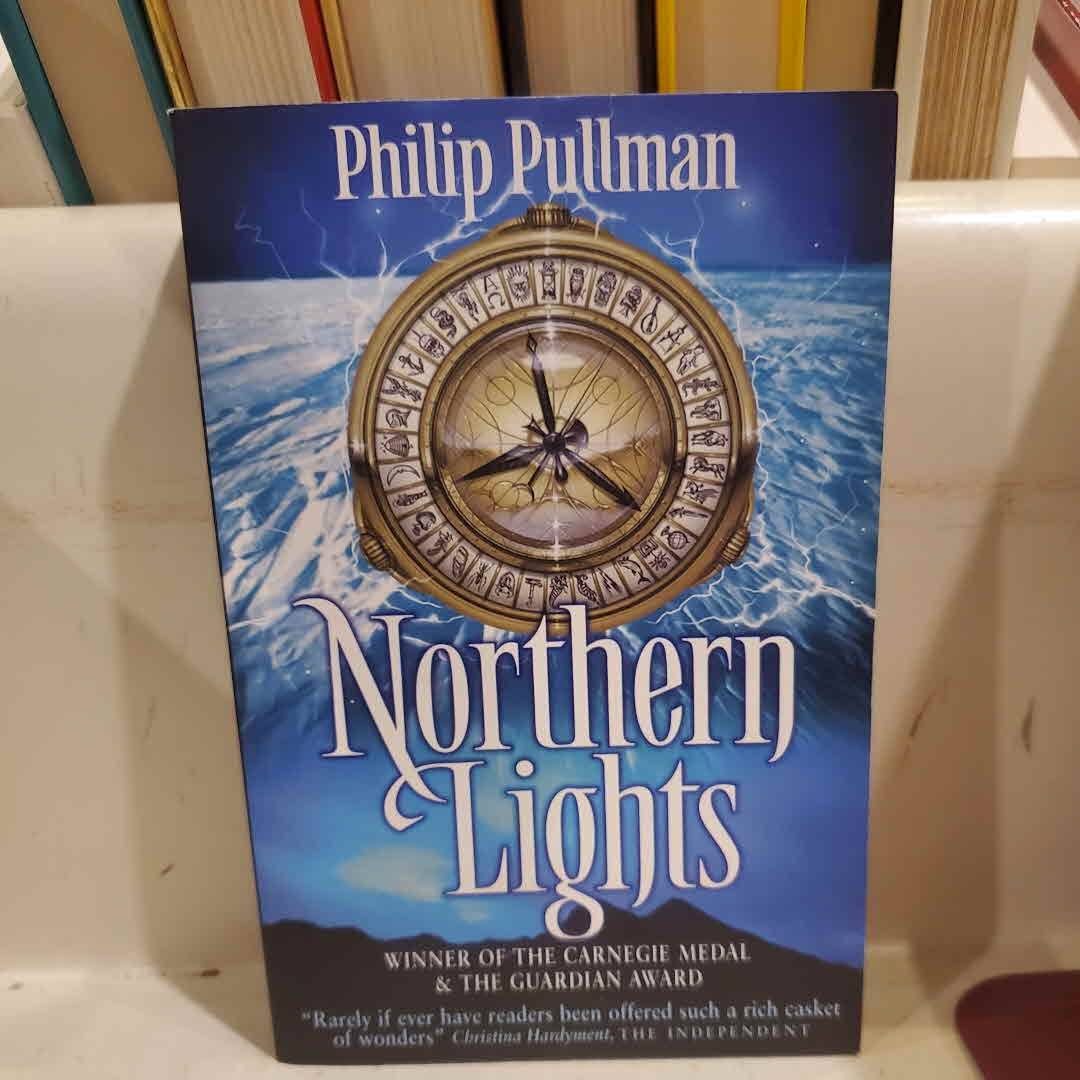 Philip Pullman
Northern
Lights
WINNER OF THE CARNEGIE MEDAL
& THE GUARDIAN AWARD
"Rarely if ever have readers been offered such a rich casket
of wonders" Christina Hardyment, THE INDEPENDENT